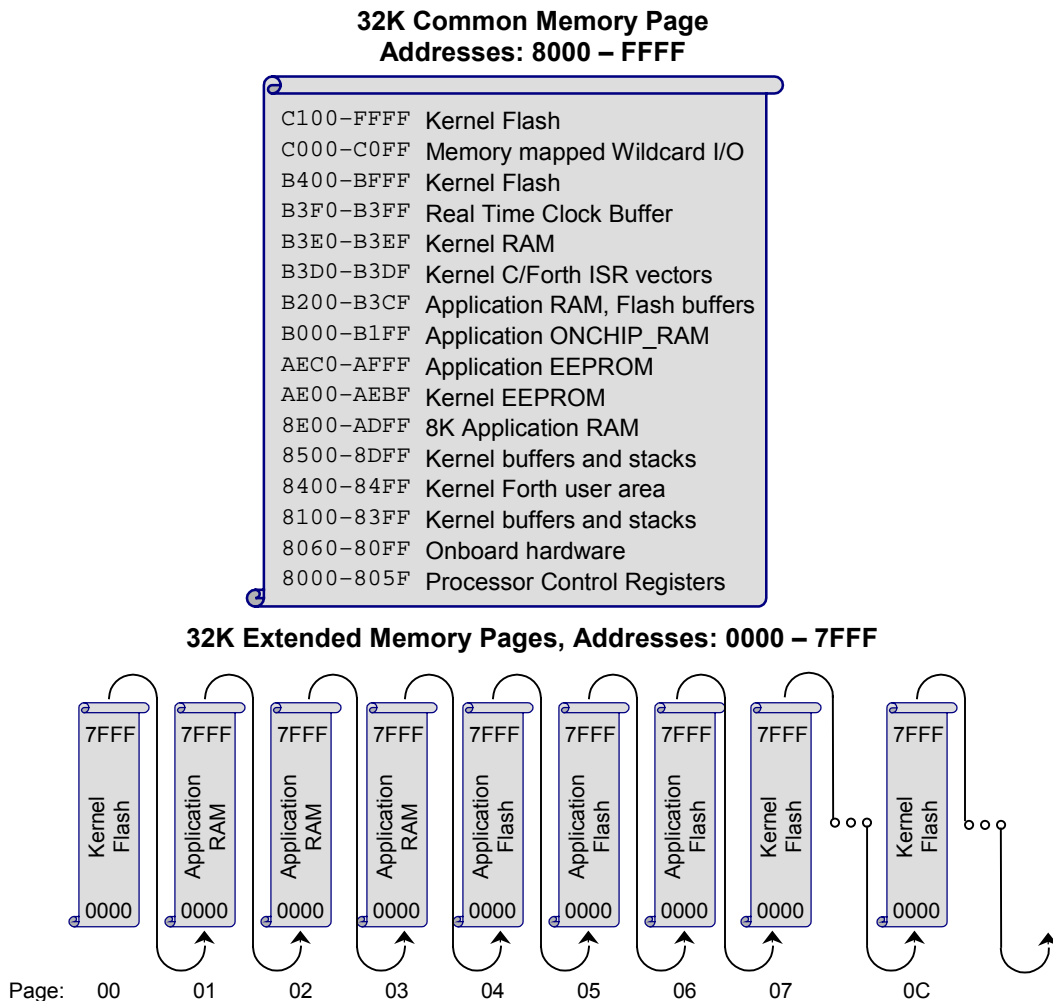 32K Common Memory Page
Addresses: 8000 – FFFF
C100–FFFF Kernel Flash
C000–C0FF Memory mapped Wildcard I/O
B400–BFFF Kernel Flash
B3F0–B3FF Real Time Clock Buffer
B3E0–B3EF Kernel RAM
B3D0–B3DF Kernel C/Forth ISR vectors
B200–B3CF Application RAM, Flash buffers
B000–B1FF Application ONCHIP_RAM
AEC0–AFFF Application EEPROM
AE00–AEBF Kernel EEPROM
8E00–ADFF 8K Application RAM
8500–8DFF Kernel buffers and stacks
8400–84FF Kernel Forth user area
8100–83FF Kernel buffers and stacks
8060–80FF Onboard hardware
8000–805F Processor Control Registers
32K Extended Memory Pages, Addresses: 0000 – 7FFF
7FFF 7FFF 7FFF 7FFF 7FFF 7FFF 7FFF 7FFF 7FFF
Kernel
Flash
Application
RAM
Application
RAM
Application
RAM
Application
Flash
Application
Flash
Application
Flash
Kernel
Flash
Kernel
Flash
0000 0000 0000 0000 0000 0000 0000 0000 0000
Page: 00 01 02 03 04 05 06 07 0C